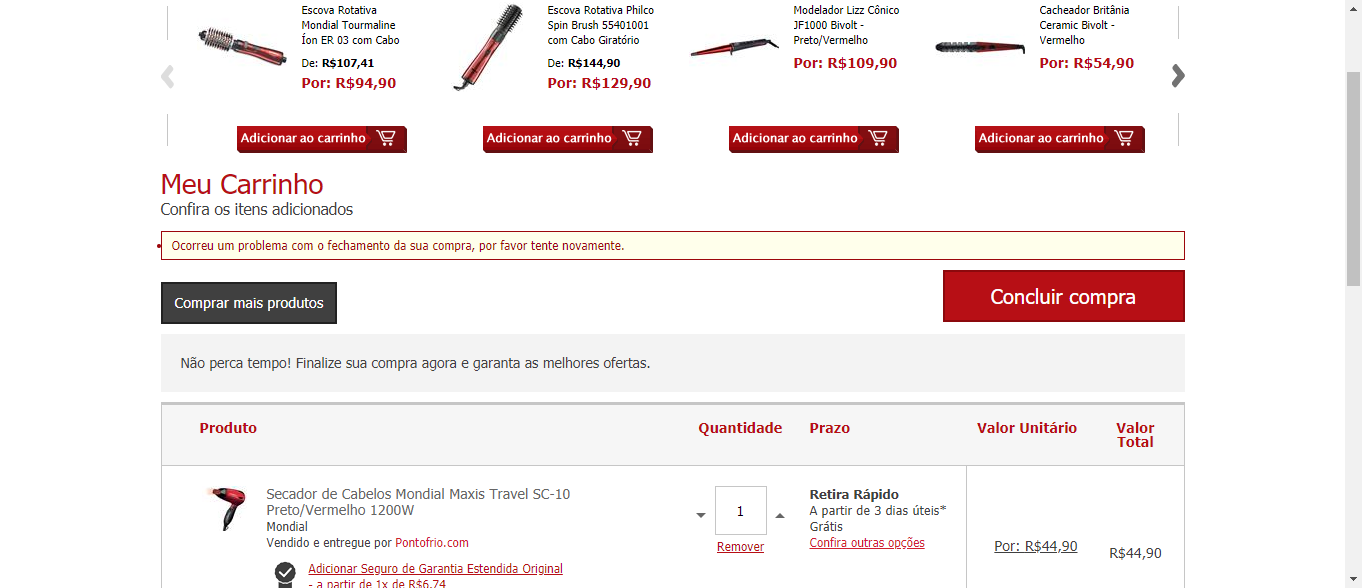 Escova Rotativa
Mondial Tourmaline
Íon ER 03 com Cabo
De: R$107,41
Por: R$94,90
Adicionar ao carrinho
Escova Rotativa Philco
Spin Brush 55401001
com Cabo Giratório
De: R$144,90
Por: R$129,90
Adicionar ao carrinho
Modelador Lizz Cônico
JF1000 Bivolt -
Preto/Vermelho
Por: R$109,90
Adicionar ao carrinho
Cacheador Britânia
Ceramic Bivolt -
Vermelho
Por: R$54,90
Adicionar ao carrinho
Meu Carrinho
Confira os itens adicionados
Ocorreu um problema com o fechamento da sua compra, por favor tente novamente.
Comprar mais produtos
Concluir compra
Não perca tempo! Finalize sua compra agora e garanta as melhores ofertas.
Produto
Quantidade
Prazo
Valor Unitário
Valor
Total
Secador de Cabelos Mondial Maxis Travel SC-10
Preto/Vermelho 1200W
Mondial
Vendido e entregue por Pontofrio.com
Adicionar Seguro de Garantia Estendida Original
- a partir de 1x de R$6,74
1
Remover
Retira Rápido
A partir de 3 dias úteis*
Grátis
Confira outras opções
Por: R$44,90
R$44,90